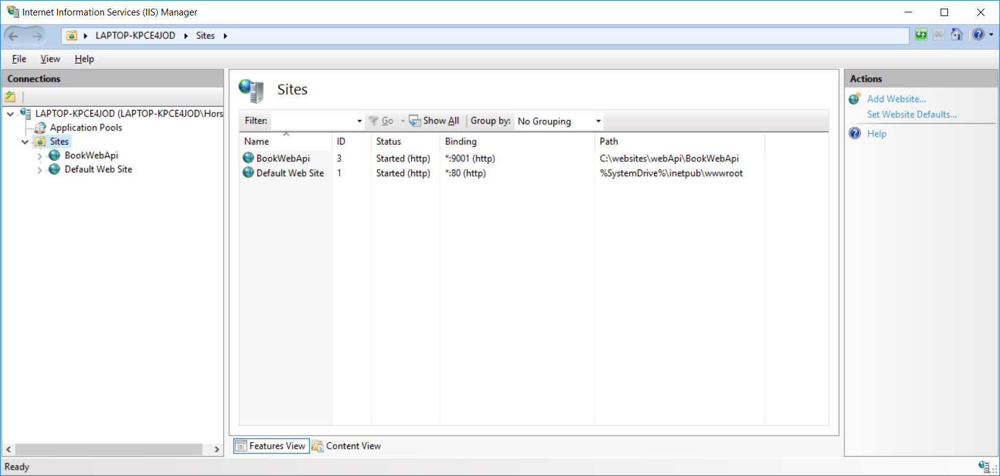 Internet Information Services (IIS) Manager
LAPTOP-KPCE4JOD Sites
File View Help
Connections
LAPTOP-KPCE4JOD (LAPTOP-KPCE4JOD\Hors
Application Pools
Sites
BookWebApi
Default Web Site
Sites
Filter: Go Show All Group by: No Grouping
Name ID Status Binding Path
BookWebApi 3 Started (http) *:9001 (http) C:\websites\webApi\BookWebApi
Default Web Site 1 Started (http) *:80 (http) %SystemDrive%\inetpub\wwwroot
Features View Content View
Actions
Add Website...
Set Website Defaults...
Help
Ready